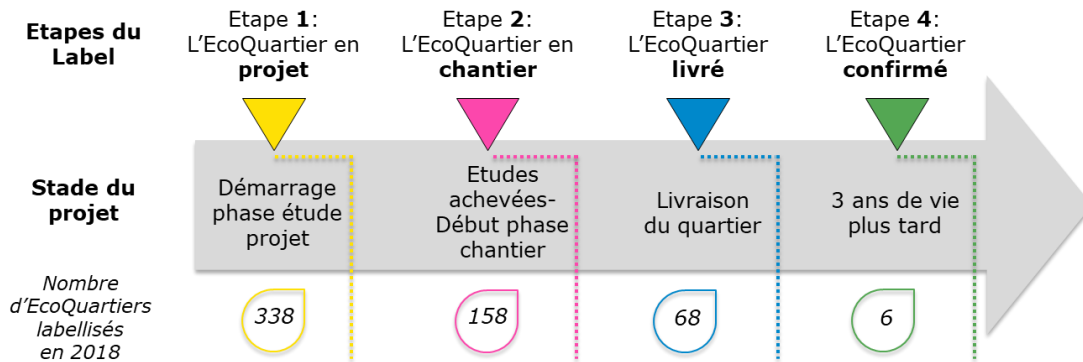 Etapes du
Label
Etape 1:
L'EcoQuartier en
projet
Etape 2:
L'EcoQuartier en
chantier
Etape 3:
L'EcoQuartier
livré
Etape 4:
L'EcoQuartier
confirmé
Stade du
projet
Démarrage
phase étude
projet
Etudes
achevées-
Début phase
chantier
Livraison
du quartier
3 ans de vie
plus tard
Nombre
d'EcoQuartiers
labellisés
en 2018
338
158
68
6